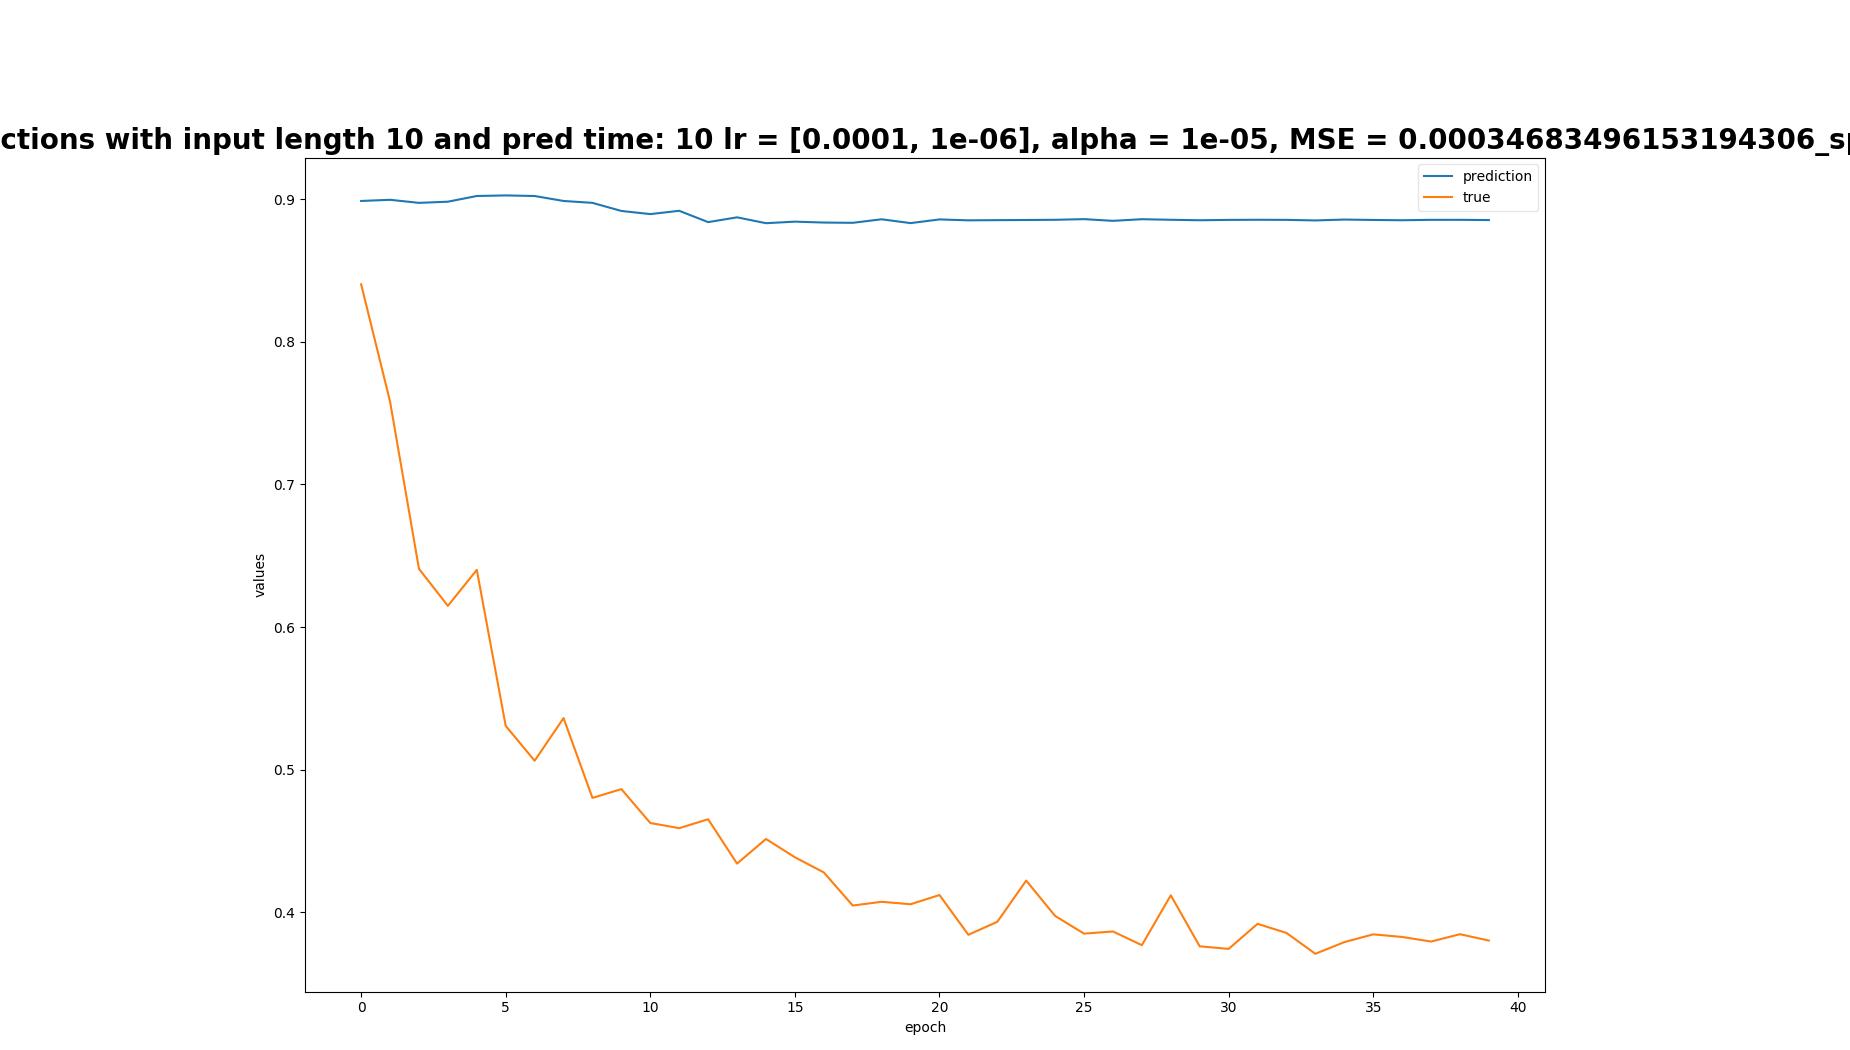 ctions with input length 10 and pred time: 10 lr = [0.0001, 1e-06], alpha = 1e-05, MSE = 0.00034683496153194306_sp
prediction
true
0.9
0.8
0.7
0.6
0.5
0.4
values
0 5 10 15 20 25 30 35 40
epoch